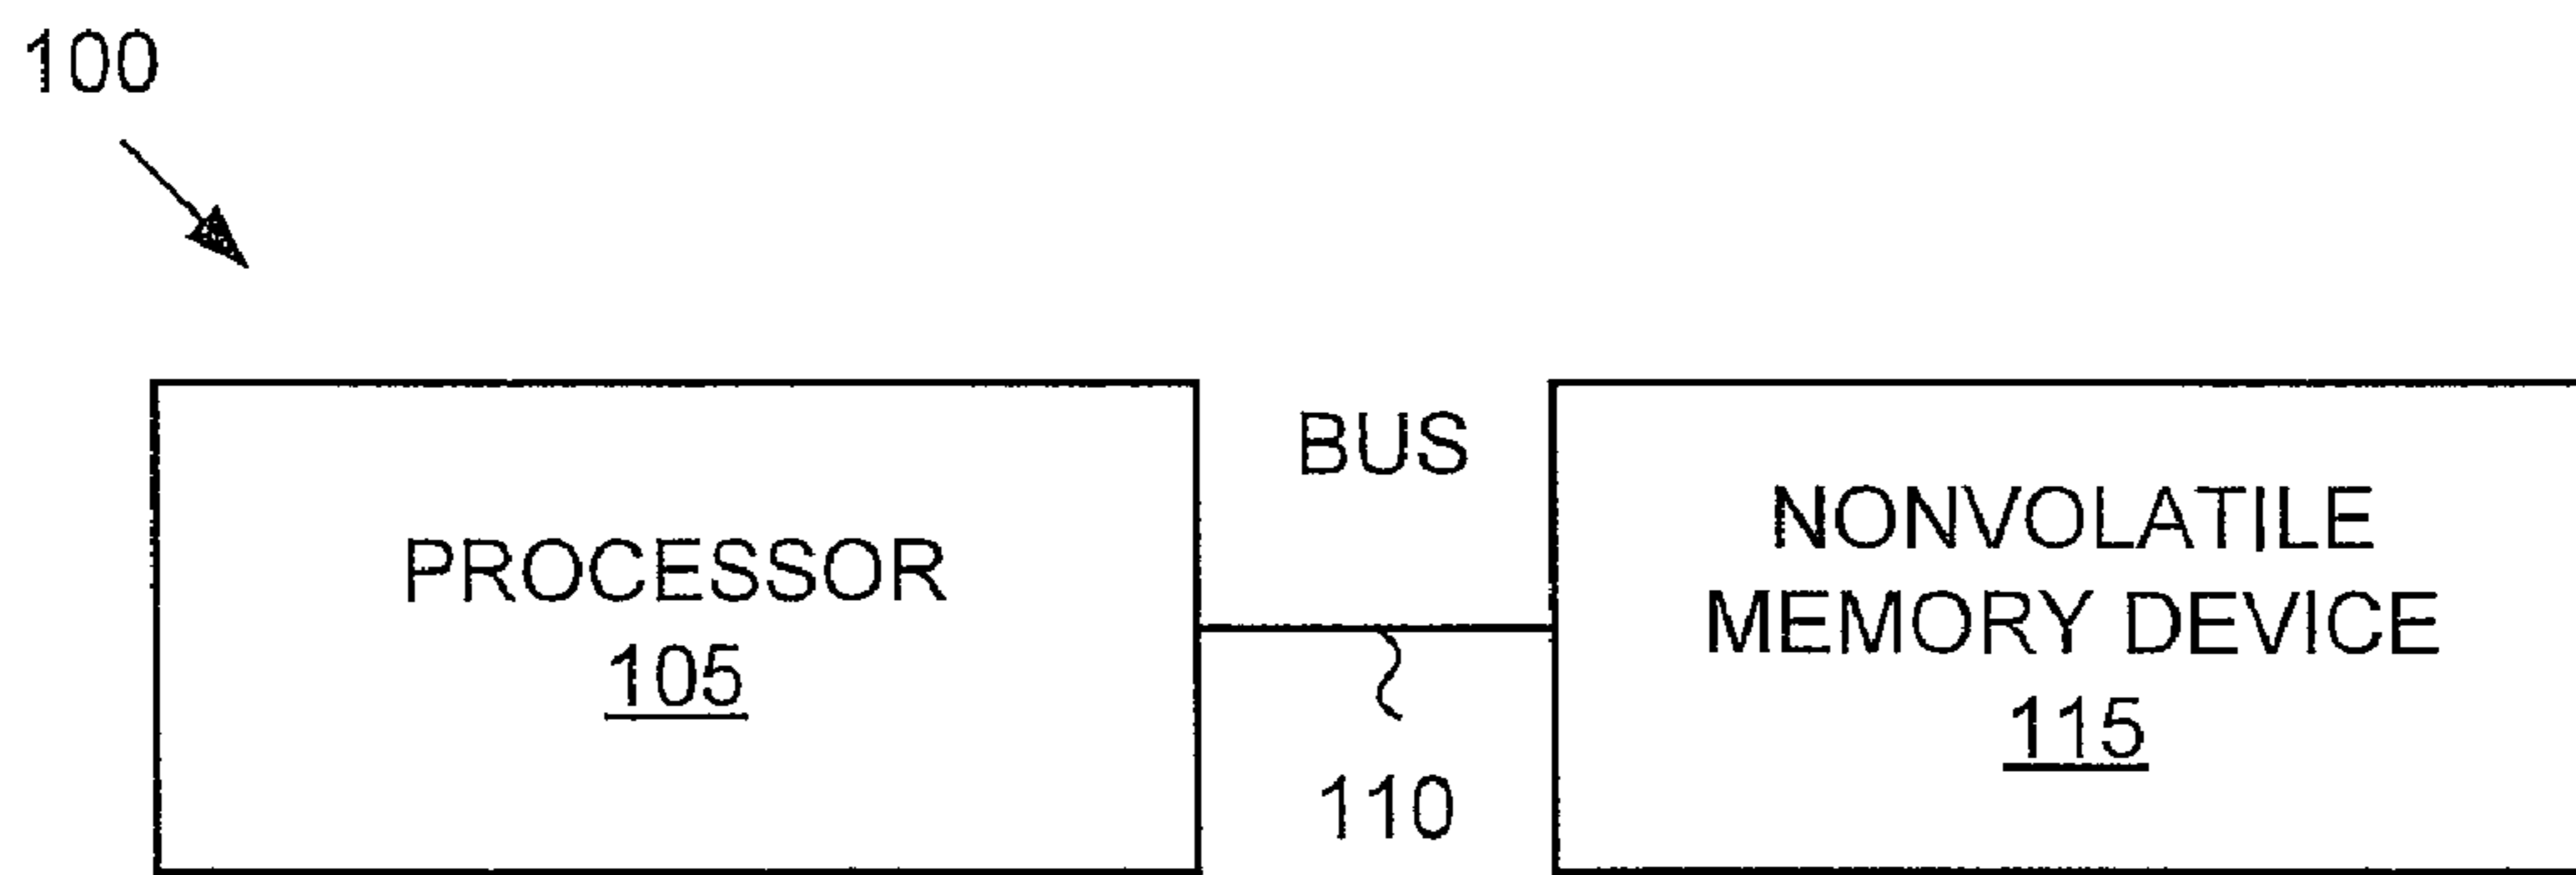 100
BUS
PROCESSOR
105
NONVOLATILE
MEMORY DEVICE
115
110